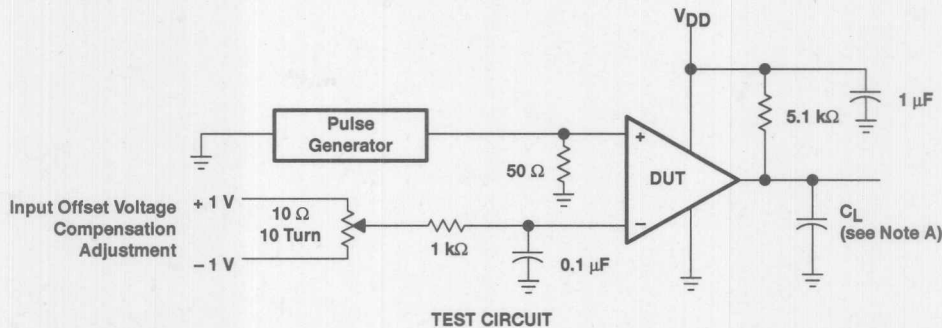 VDD
1 μF
5.1 kΩ
Pulse
Generator
50 Ω
+
DUT
−
Input Offset Voltage
Compensation
Adjustment
+ 1 V
10 Ω
10 Turn
− 1 V
1 kΩ
0.1 μF
CL
(see Note A)
TEST CIRCUIT